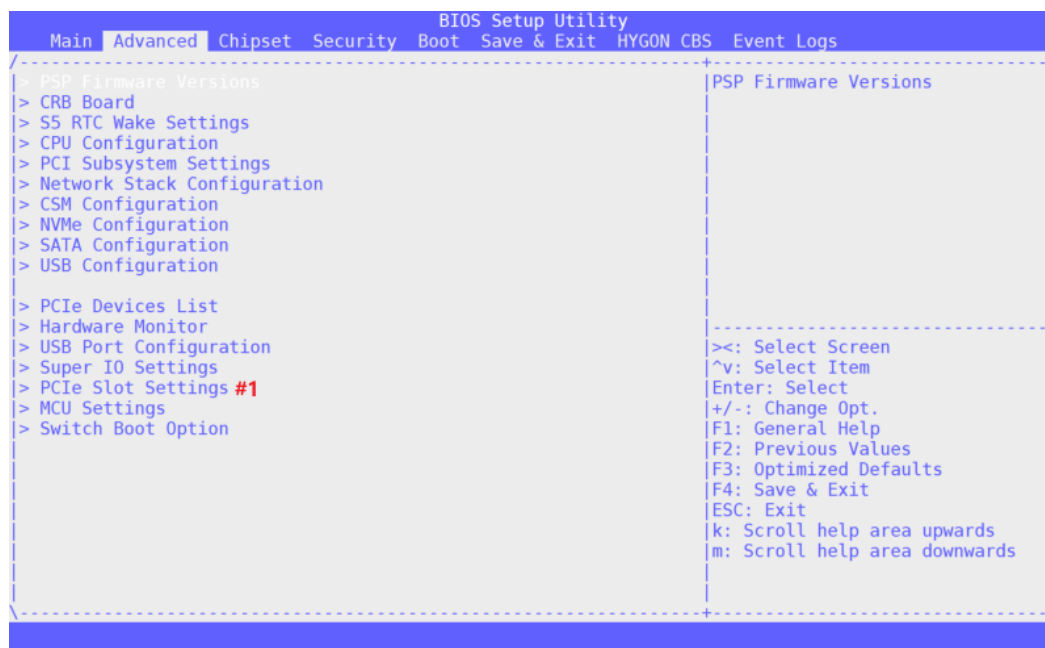 BIOS Setup Utility
Main Advanced Chipset Security Boot Save & Exit HYGON CBS Event Logs
> PSP Firmware Versions
> CRB Board
> S5 RTC Wake Settings
> CPU Configuration
> PCI Subsystem Settings
> Network Stack Configuration
> CSM Configuration
> NVMe Configuration
> SATA Configuration
> USB Configuration
> PCIe Devices List
> Hardware Monitor
> USB Port Configuration
> Super IO Settings
> PCIe Slot Settings #1
> MCU Settings
> Switch Boot Option
PSP Firmware Versions
><: Select Screen
^v: Select Item
Enter: Select
+/-: Change Opt.
F1: General Help
F2: Previous Values
F3: Optimized Defaults
F4: Save & Exit
ESC: Exit
k: Scroll help area upwards
m: Scroll help area downwards